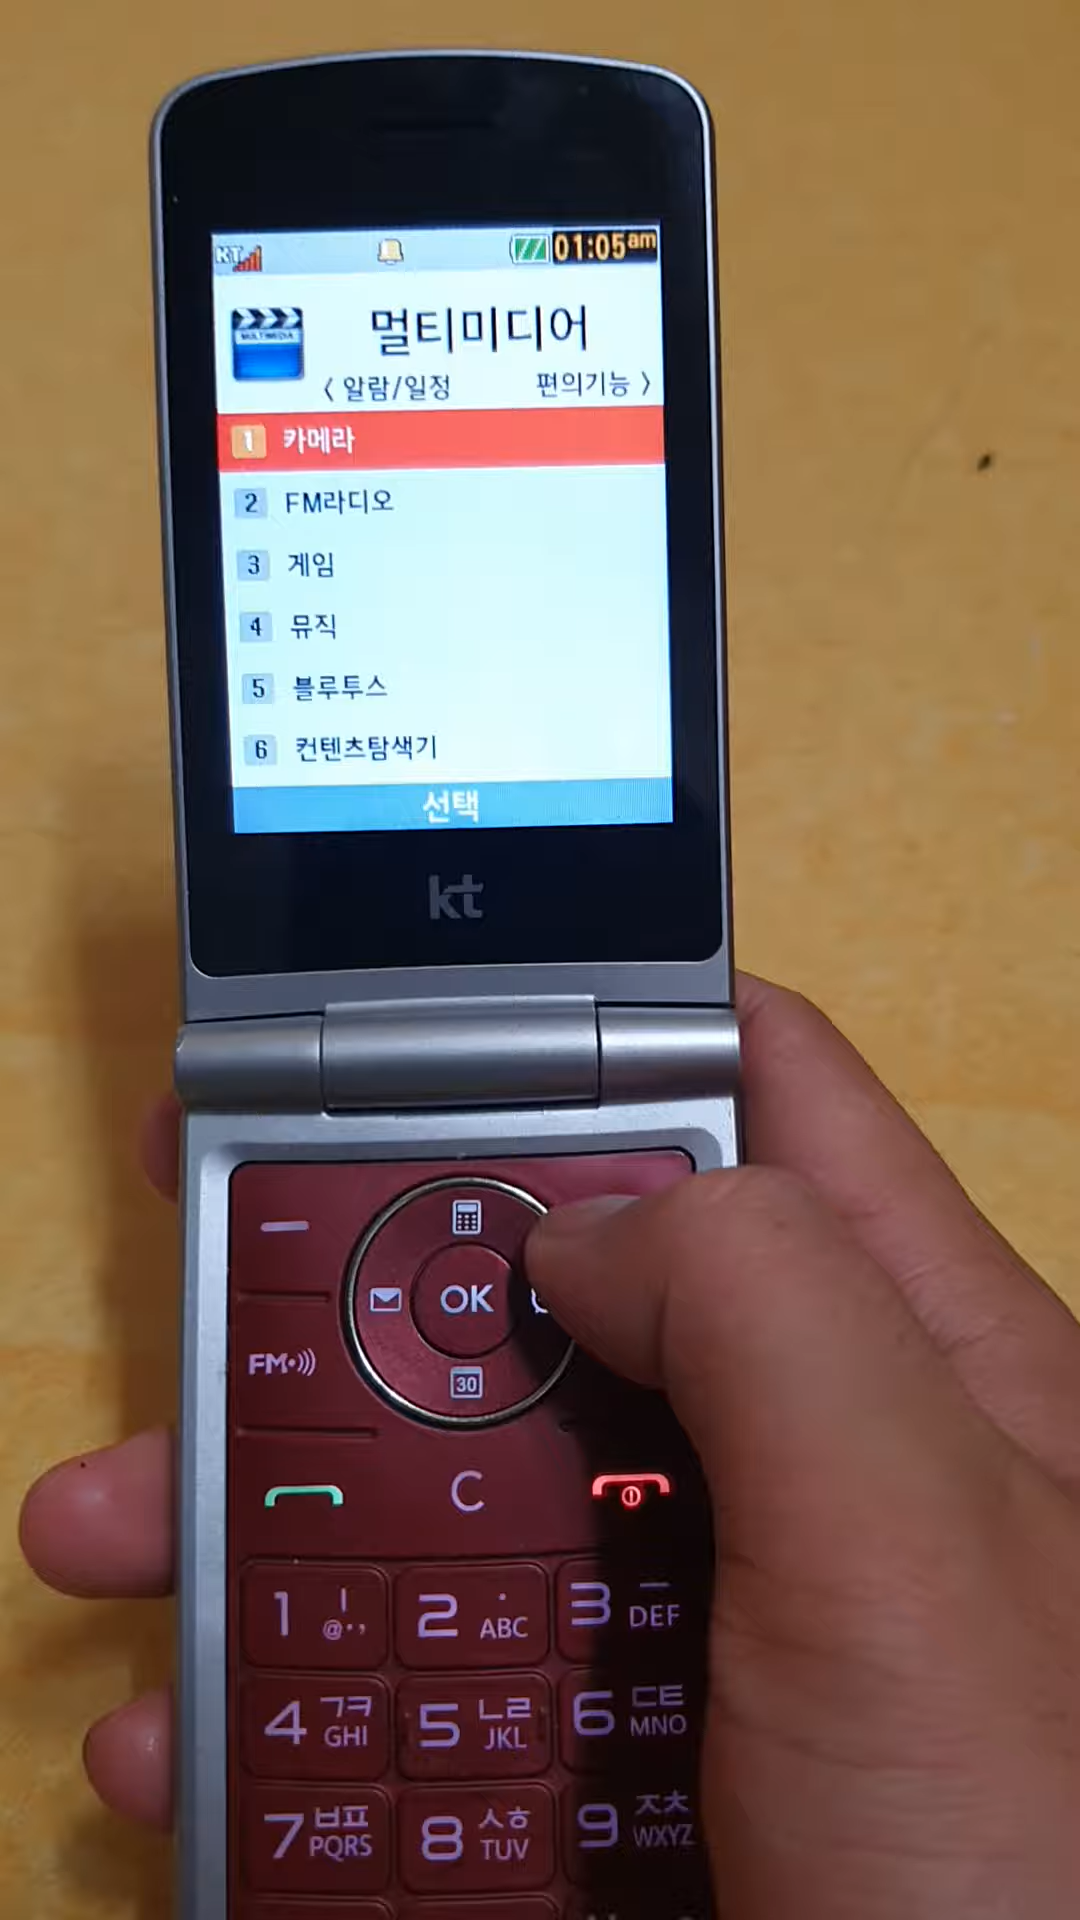 KT 01:05am
MULTIMEDIA
멀티미디어
〈 알람/일정 편의기능 〉
1 카메라
2 FM라디오
3 게임
4 뮤직
5 블루투스
6 컨텐츠탐색기
선택
kt
OK
30
FM
C
1 @., 2 ABC 3 DEF
4 ㄱㅋ GHI 5 ㄴㄹ JKL 6 ㄷㅌ MNO
7 ㅂㅍ PQRS 8 ㅅㅎ TUV 9 ㅈㅊ WXYZ